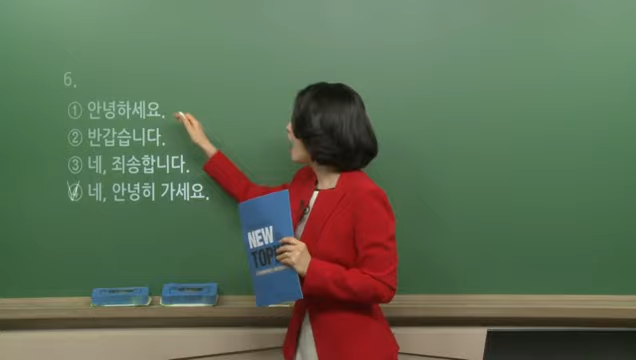 6.
① 안녕하세요.
② 반갑습니다.
③ 네, 죄송합니다.
④ 네, 안녕히 가세요.
NEW